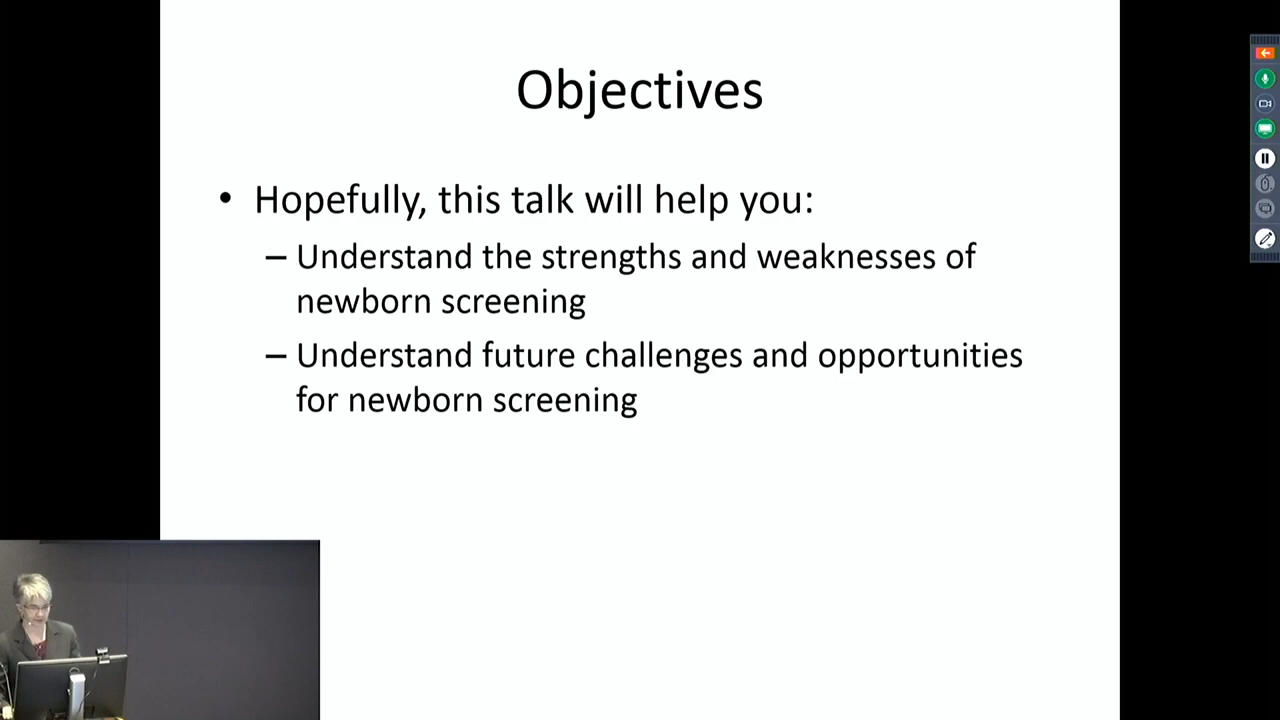 Objectives
• Hopefully, this talk will help you:
– Understand the strengths and weaknesses of
newborn screening
– Understand future challenges and opportunities
for newborn screening